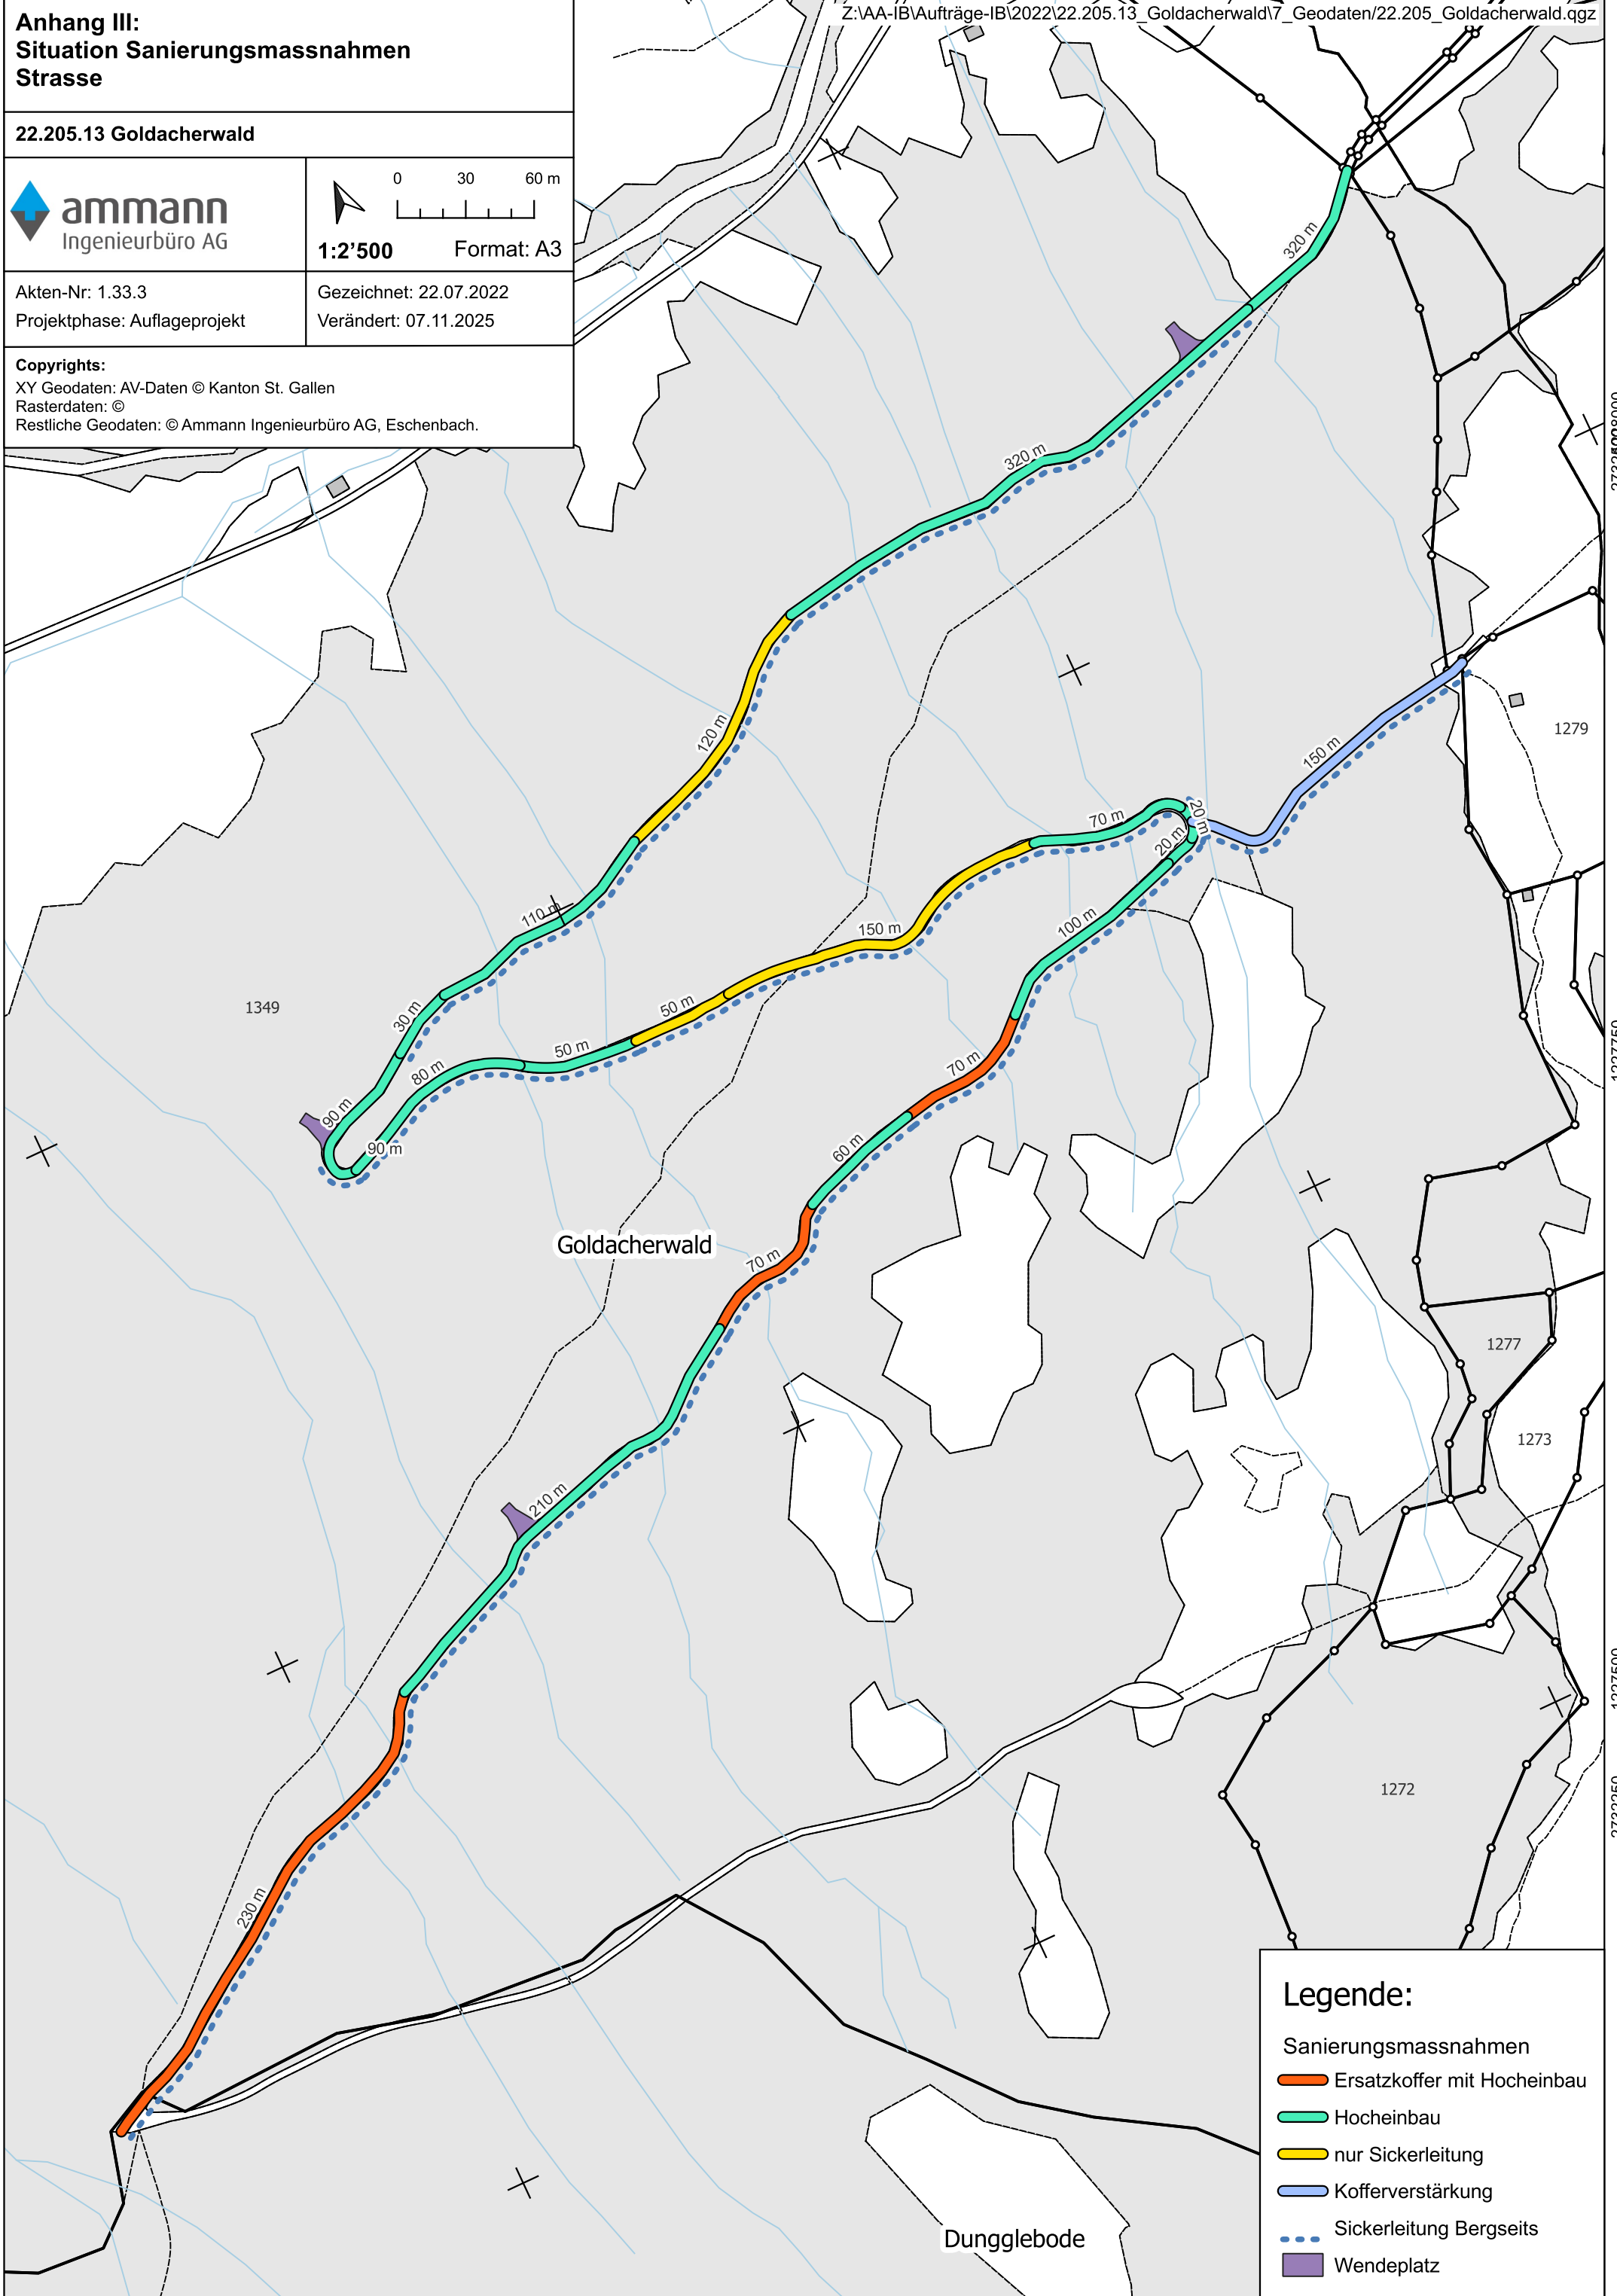 Z:\AA-IB\Aufträge-IB\2022\22.205.13_Goldacherwald\7_Geodaten/22.205_Goldacherwald.qgz
Anhang III:
Situation Sanierungsmassnahmen
Strasse
22.205.13 Goldacherwald
ammann
Ingenieurbüro AG
0 30 60 m
1:2’500 Format: A3
Akten-Nr: 1.33.3
Projektphase: Auflageprojekt
Gezeichnet: 22.07.2022
Verändert: 07.11.2025
Copyrights:
XY Geodaten: AV-Daten © Kanton St. Gallen
Rasterdaten: ©
Restliche Geodaten: © Ammann Ingenieurbüro AG, Eschenbach.
320 m
320 m
120 m
1279
150 m
70 m
20 m
20 m
110 m
150 m
100 m
1349
30 m
50 m
50 m
80 m
70 m
90 m
90 m
60 m
Goldacherwald
70 m
1277
1273
210 m
1272
230 m
Dungglebode
Legende:
Sanierungsmassnahmen
Ersatzkoffer mit Hocheinbau
Hocheinbau
nur Sickerleitung
Kofferverstärkung
Sickerleitung Bergseits
Wendeplatz